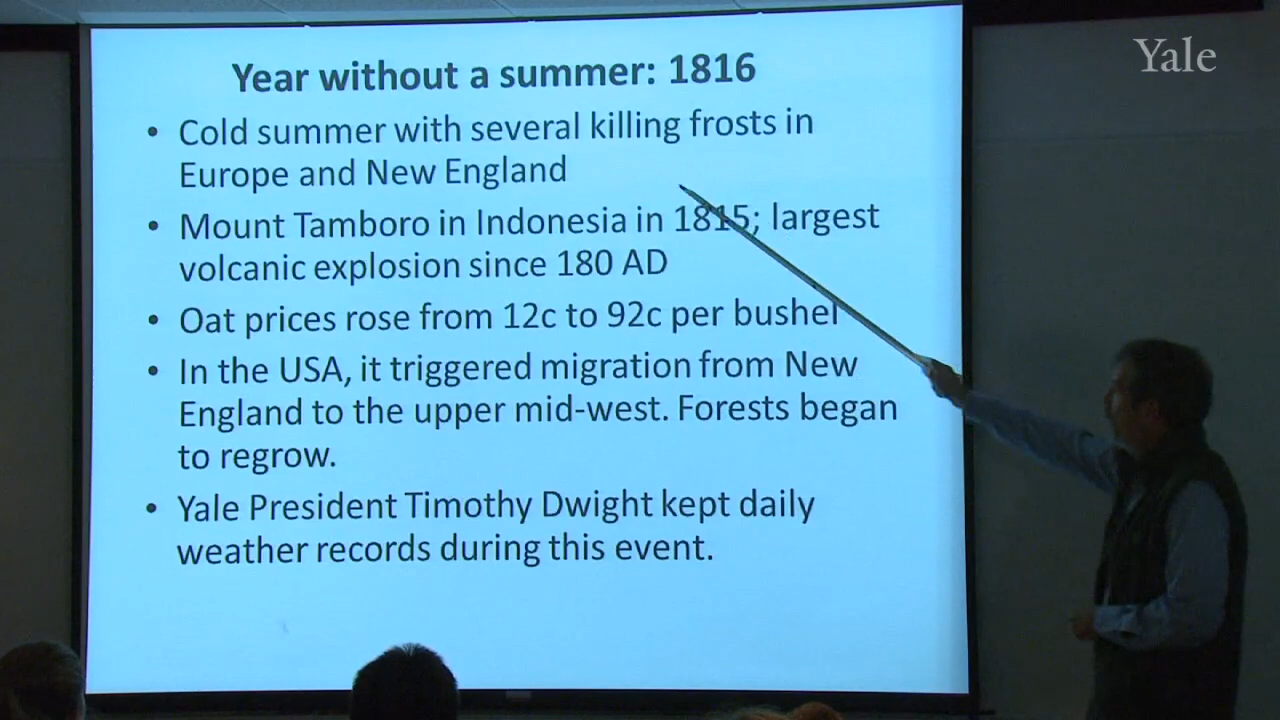 Yale
Year without a summer: 1816
• Cold summer with several killing frosts in
Europe and New England
• Mount Tamboro in Indonesia in 1815; largest
volcanic explosion since 180 AD
• Oat prices rose from 12c to 92c per bushel
• In the USA, it triggered migration from New
England to the upper mid-west. Forests began
to regrow.
• Yale President Timothy Dwight kept daily
weather records during this event.